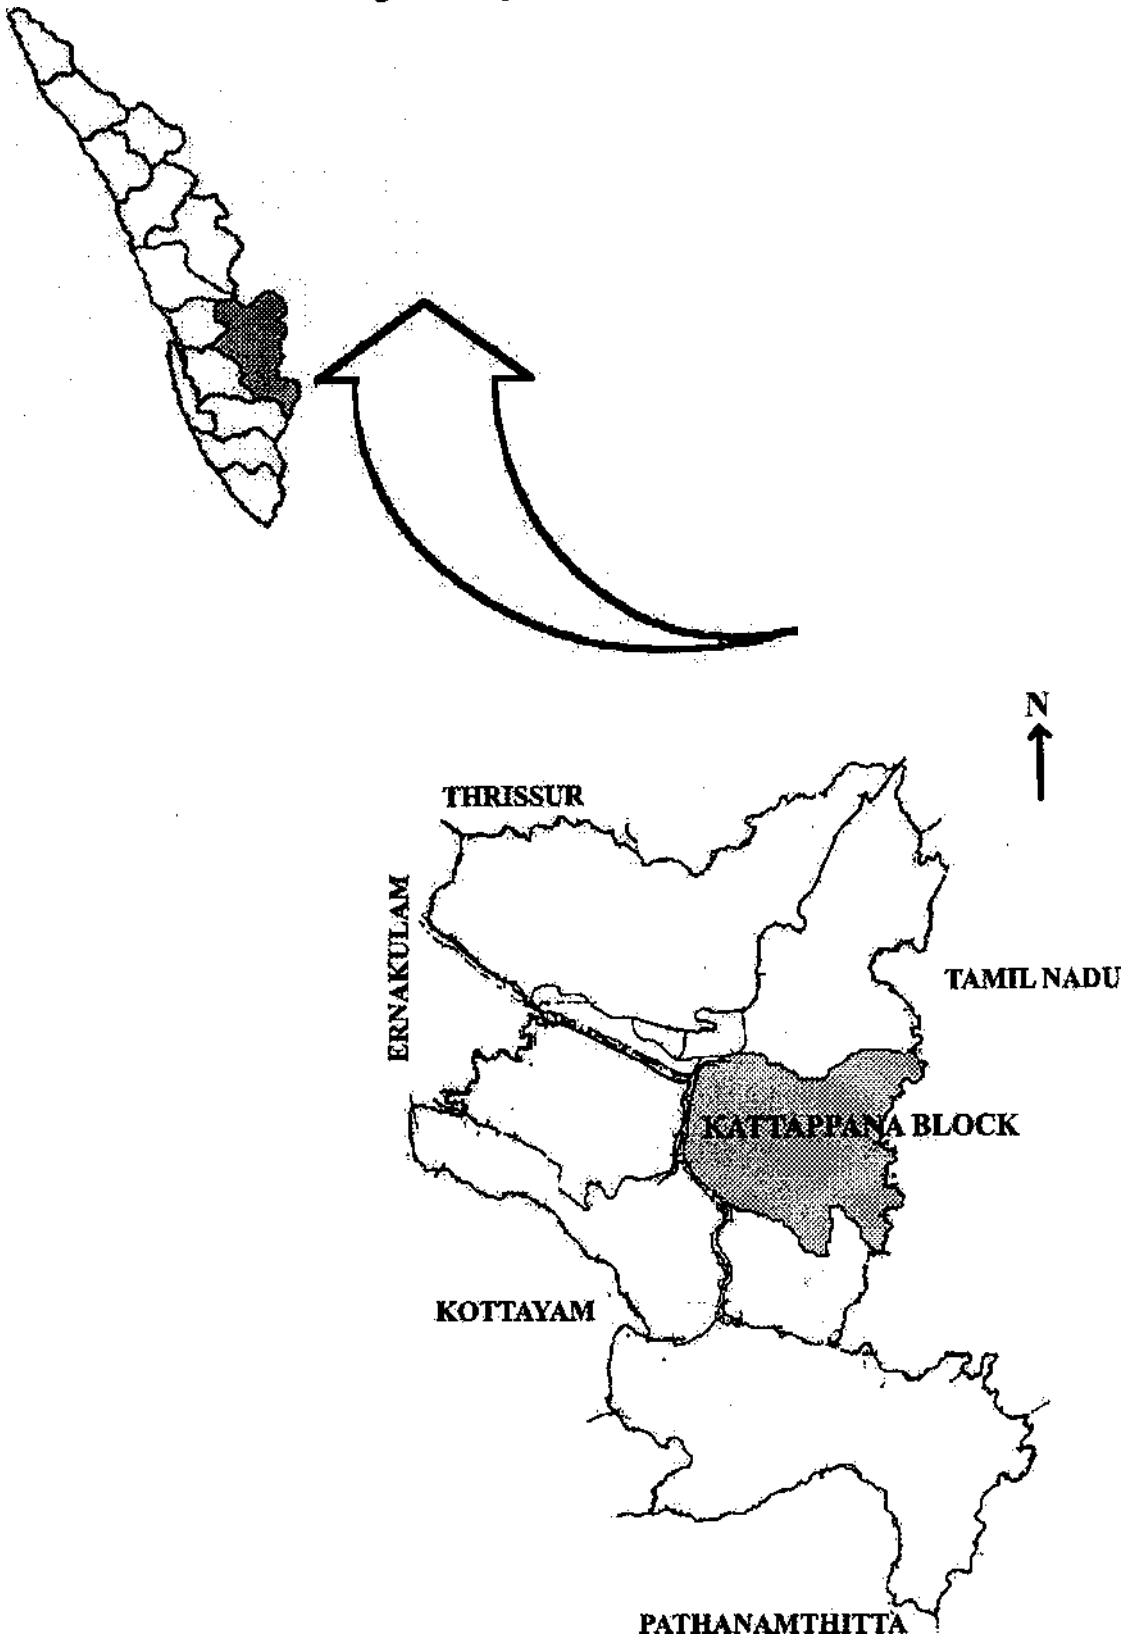 N
THRISSUR
ERNAKULAM
TAMIL NADU
KATTAPPANA BLOCK
KOTTAYAM
PATHANAMTHITTA